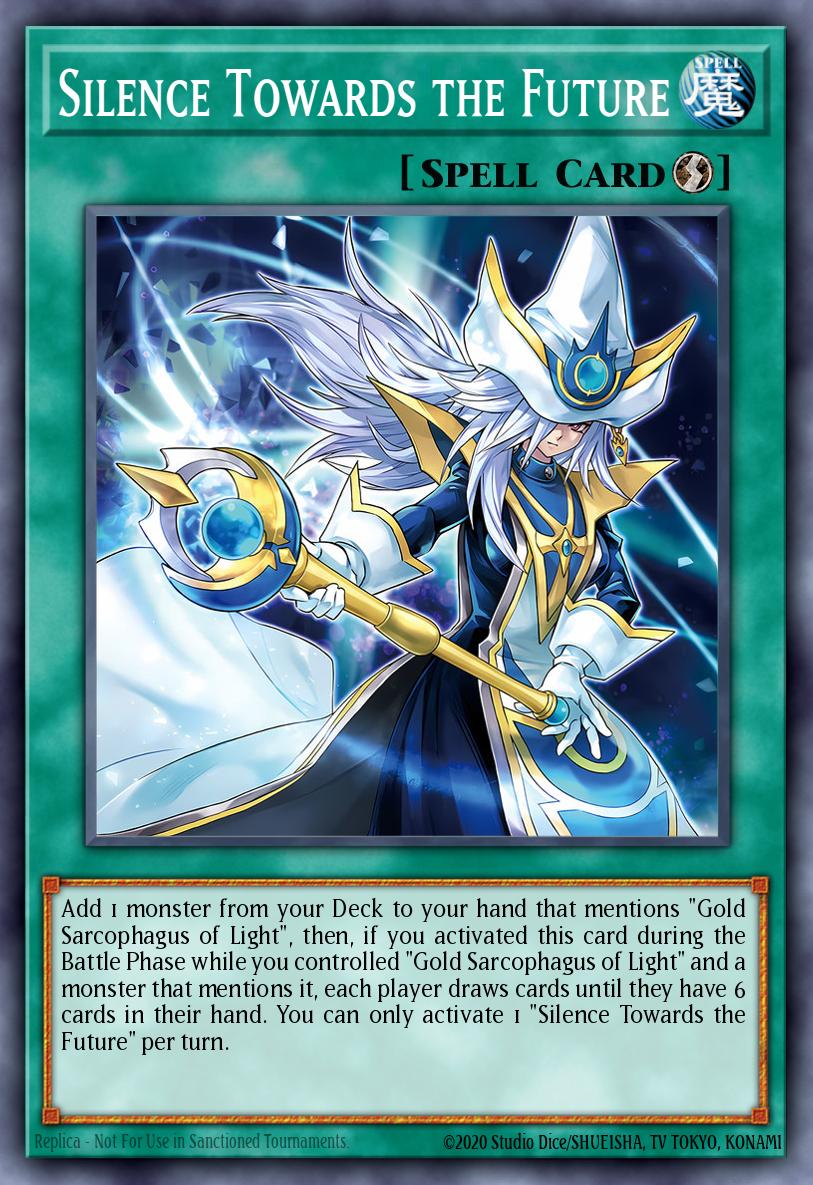 Silence Towards the Future
SPELL
魔
[Spell Card]
Add 1 monster from your Deck to your hand that mentions "Gold
Sarcophagus of Light", then, if you activated this card during the
Battle Phase while you controlled "Gold Sarcophagus of Light" and a
monster that mentions it, each player draws cards until they have 6
cards in their hand. You can only activate 1 "Silence Towards the
Future" per turn.
Replica - Not For Use in Sanctioned Tournaments.
©2020 Studio Dice/SHUEISHA, TV TOKYO, KONAMI